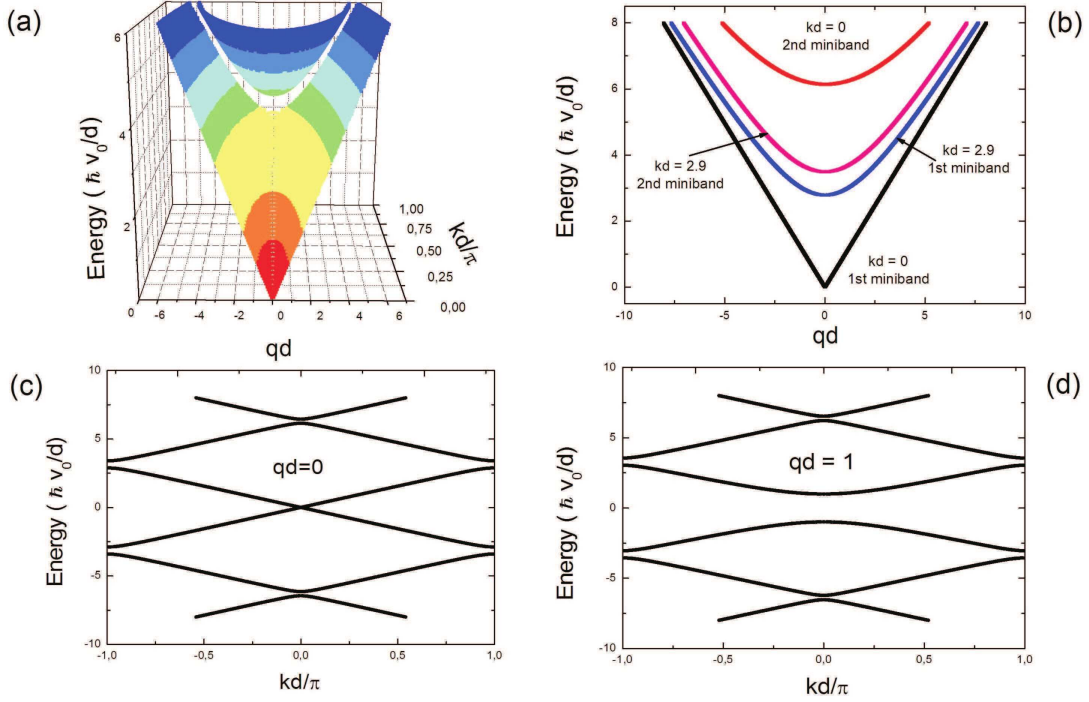 (a)
6
4
2
Energy ( ħ v₀/d)
0
-6
-4
-2
0
2
4
6
qd
1,00
0,75
0,50
0,25
0,00
kd/π
(b)
8
6
4
2
0
Energy ( ħ v₀/d)
kd = 0
2nd miniband
kd = 2.9
2nd miniband
kd = 2.9
1st miniband
kd = 0
1st miniband
-10
-5
0
5
10
qd
(c)
10
5
0
-5
-10
Energy ( ħ v₀/d)
qd=0
-1,0
-0,5
0,0
0,5
1,0
kd/π
(d)
10
5
0
-5
-10
Energy ( ħ v₀/d)
qd = 1
-1,0
-0,5
0,0
0,5
1,0
kd/π